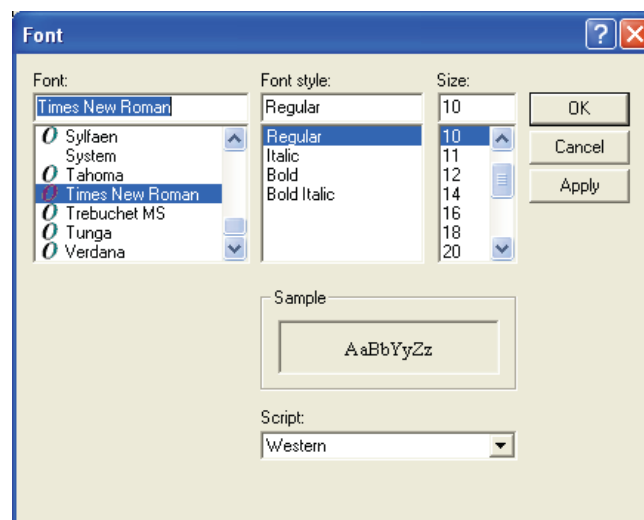 Font
Font:
Times New Roman
Sylfaen
System
Tahoma
Times New Roman
Trebuchet MS
Tunga
Verdana
Font style:
Regular
Regular
Italic
Bold
Bold Italic
Size:
10
10
11
12
14
16
18
20
OK
Cancel
Apply
Sample
AaBbYyZz
Script:
Western